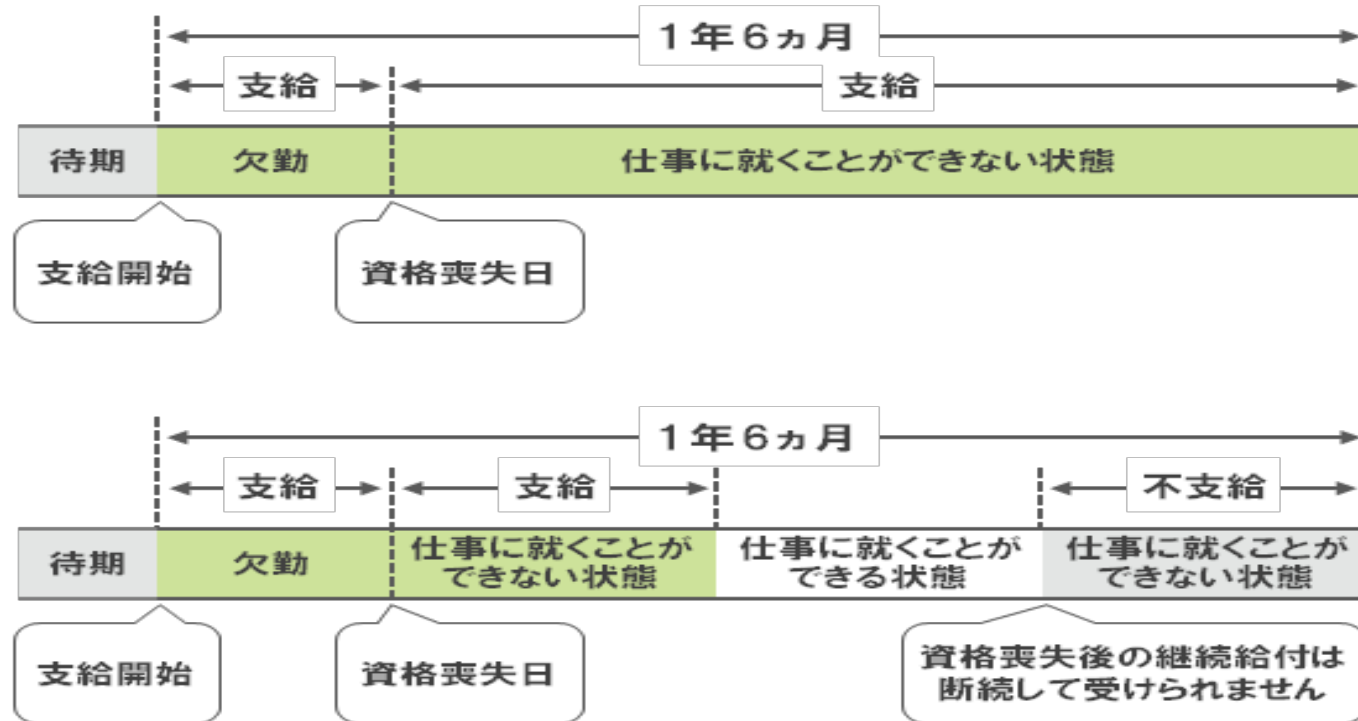 1年6ヵ月
支給
支給
待期
欠勤
仕事に就くことができない状態
支給開始
資格喪失日
1年6ヵ月
支給
支給
不支給
待期
欠勤
仕事に就くことが
できない状態
仕事に就くことが
できる状態
仕事に就くことが
できない状態
支給開始
資格喪失日
資格喪失後の継続給付は
断続して受けられません